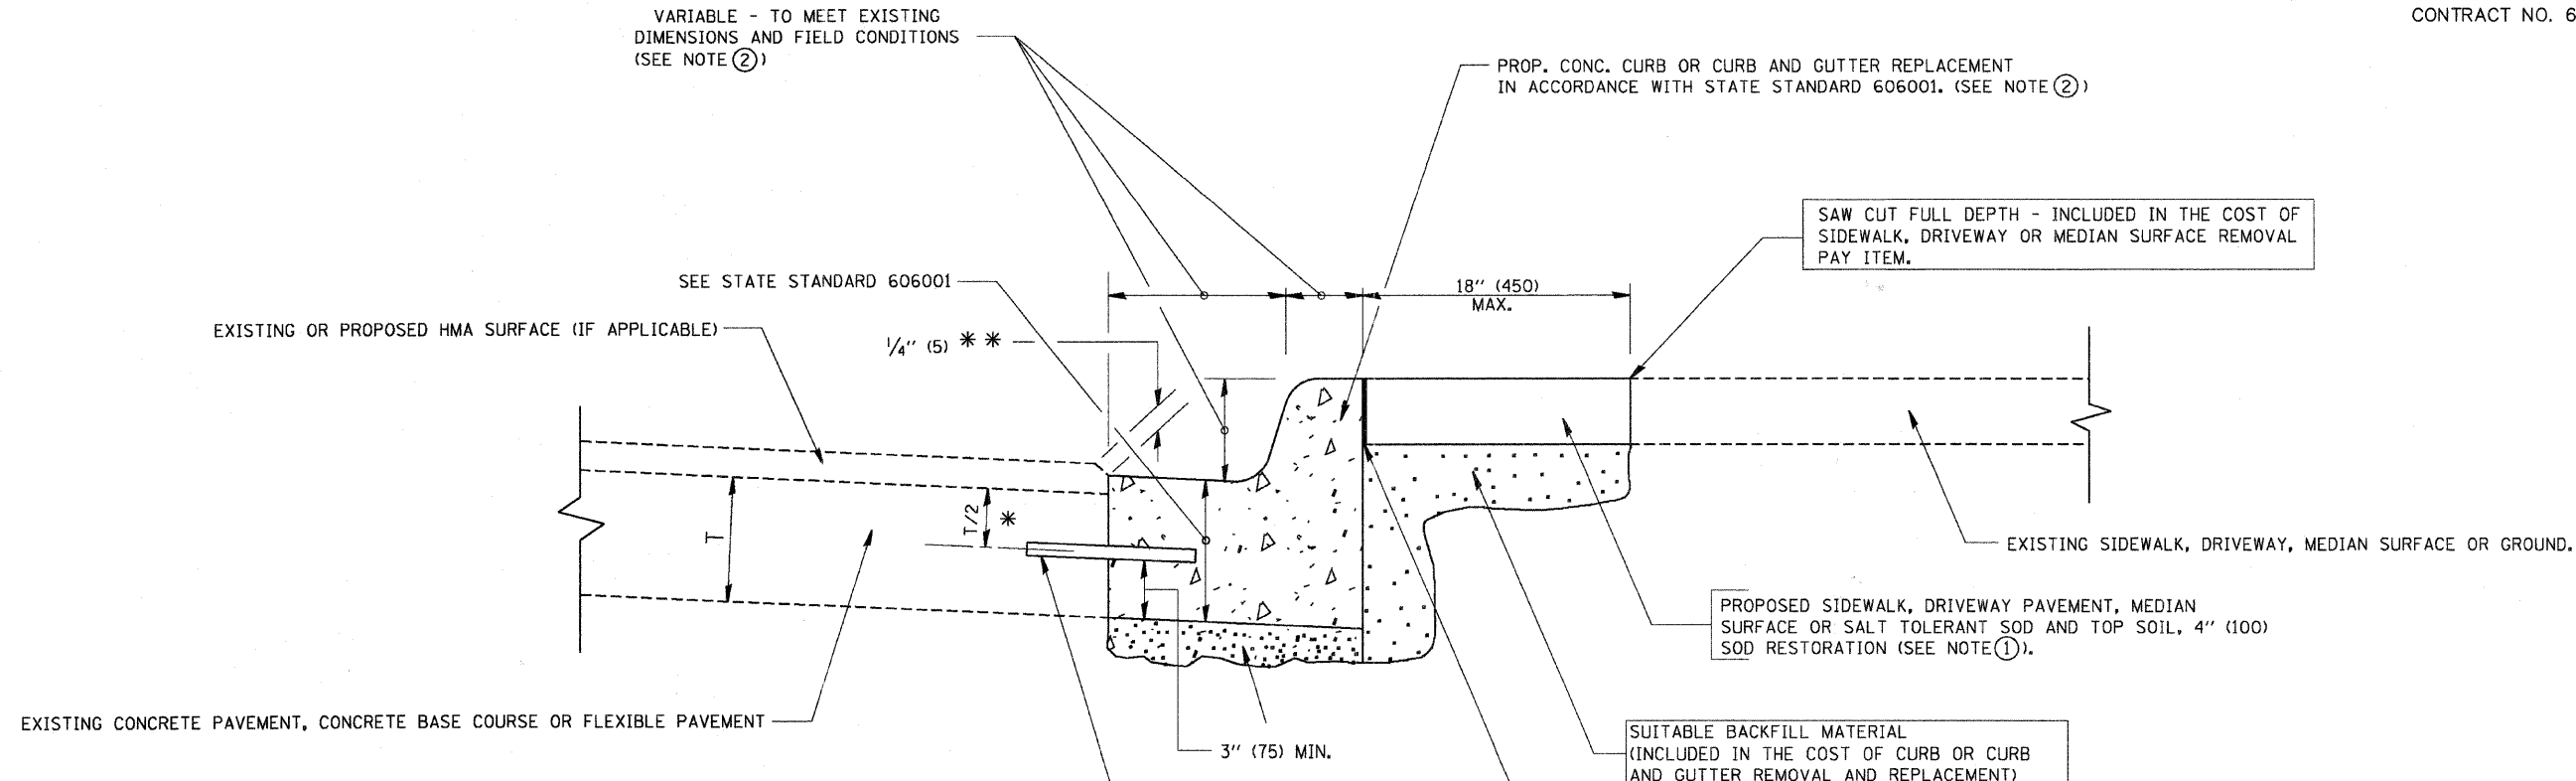 VARIABLE - TO MEET EXISTING
DIMENSIONS AND FIELD CONDITIONS
(SEE NOTE ②)
CONTRACT NO. 6
PROP. CONC. CURB OR CURB AND GUTTER REPLACEMENT
IN ACCORDANCE WITH STATE STANDARD 606001. (SEE NOTE ②)
SAW CUT FULL DEPTH - INCLUDED IN THE COST OF
SIDEWALK, DRIVEWAY OR MEDIAN SURFACE REMOVAL
PAY ITEM.
SEE STATE STANDARD 606001
18" (450)
MAX.
EXISTING OR PROPOSED HMA SURFACE (IF APPLICABLE)
1/4" (5) * *
T
T/2
*
EXISTING SIDEWALK, DRIVEWAY, MEDIAN SURFACE OR GROUND.
PROPOSED SIDEWALK, DRIVEWAY PAVEMENT, MEDIAN
SURFACE OR SALT TOLERANT SOD AND TOP SOIL, 4" (100)
SOD RESTORATION (SEE NOTE ①).
EXISTING CONCRETE PAVEMENT, CONCRETE BASE COURSE OR FLEXIBLE PAVEMENT
3" (75) MIN.
SUITABLE BACKFILL MATERIAL
(INCLUDED IN THE COST OF CURB OR CURB
AND GUTTER REMOVAL AND REPLACEMENT)